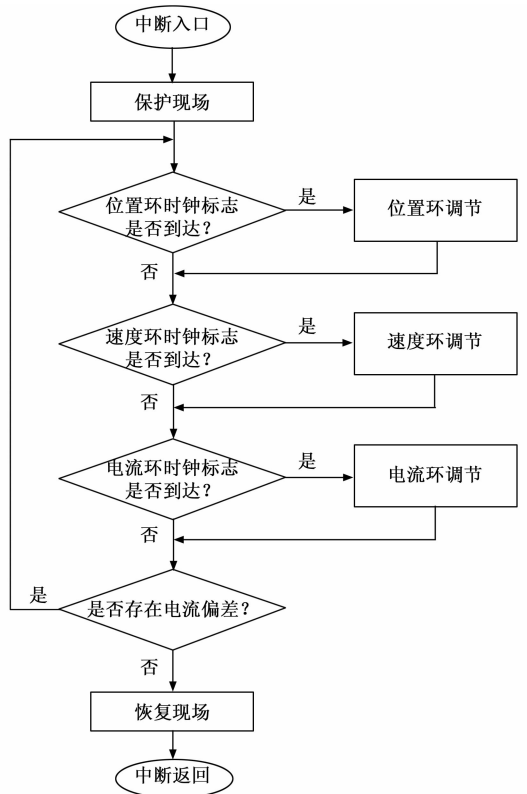 中断入口
保护现场
位置环时钟标志
是否到达？
是
位置环调节
否
速度环时钟标志
是否到达？
是
速度环调节
否
电流环时钟标志
是否到达？
是
电流环调节
否
是否存在电流偏差？
是
否
恢复现场
中断返回